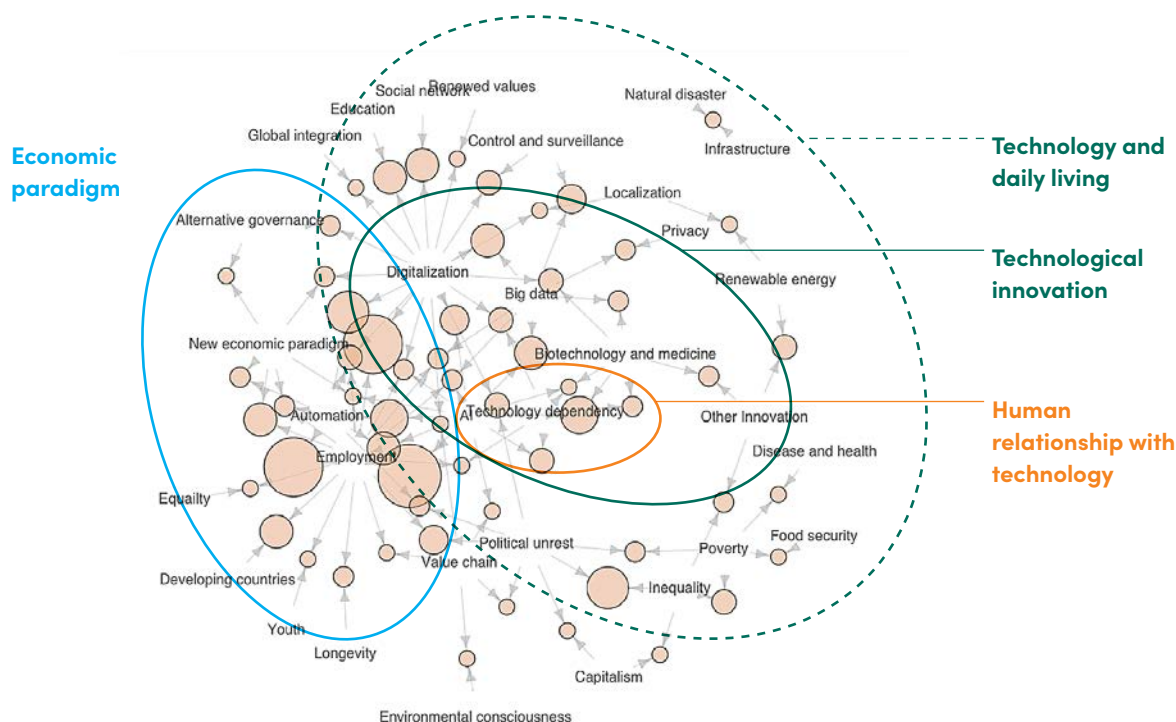 Economic
paradigm
Renewed values
Social network
Education
Global integration
Control and surveillance
Natural disaster
Infrastructure
Technology and
daily living
Alternative governance
Localization
Privacy
Technological
innovation
Digitalization
Big data
Renewable energy
New economic paradigm
Biotechnology and medicine
Automation
AI
Technology dependency
Other Innovation
Human
relationship with
technology
Employment
Disease and health
Equailty
Political unrest
Poverty
Food security
Value chain
Developing countries
Inequality
Youth
Longevity
Capitalism
Environmental consciousness